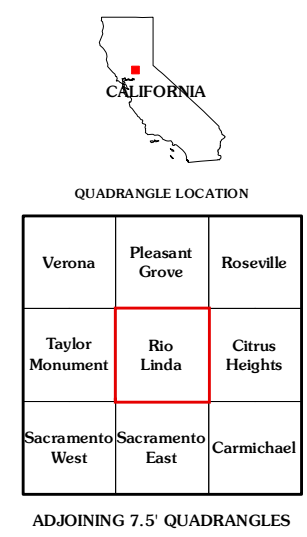 CALIFORNIA
QUADRANGLE LOCATION
Verona
Pleasant
Grove
Roseville
Taylor
Monument
Rio
Linda
Citrus
Heights
Sacramento
West
Sacramento
East
Carmichael
ADJOINING 7.5' QUADRANGLES